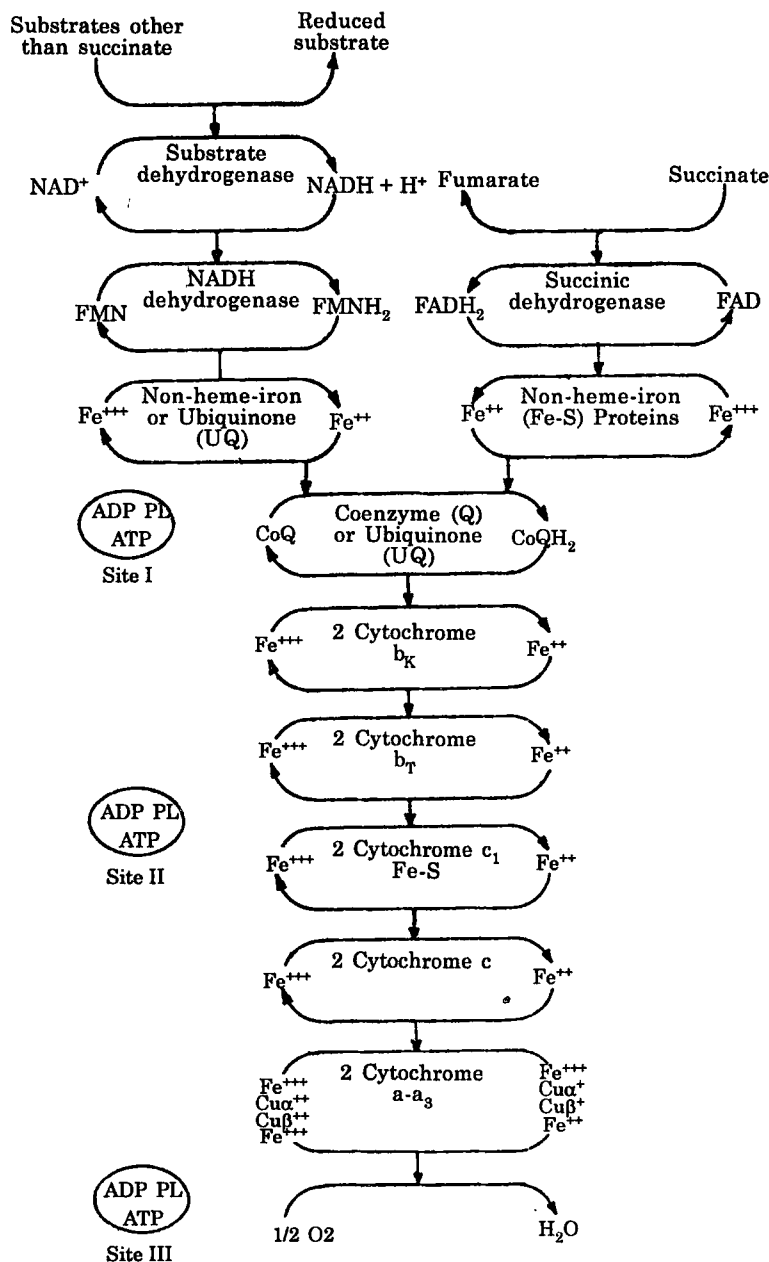 Substrates other
than succinate
Reduced
substrate
Substrate
dehydrogenase
NAD⁺
NADH + H⁺
Fumarate
Succinate
NADH
dehydrogenase
FMN
FMNH₂
Succinic
dehydrogenase
FADH₂
FAD
Non-heme-iron
or Ubiquinone
(UQ)
Fe⁺⁺⁺
Fe⁺⁺
Non-heme-iron
(Fe-S) Proteins
Fe⁺⁺
Fe⁺⁺⁺
ADP PL
ATP
Site I
Coenzyme (Q)
or Ubiquinone
(UQ)
CoQ
CoQH₂
2 Cytochrome
b_K
Fe⁺⁺⁺
Fe⁺⁺
2 Cytochrome
b_T
Fe⁺⁺⁺
Fe⁺⁺
ADP PL
ATP
Site II
2 Cytochrome c₁
Fe-S
Fe⁺⁺⁺
Fe⁺⁺
2 Cytochrome c
Fe⁺⁺⁺
Fe⁺⁺
2 Cytochrome
a-a₃
Fe⁺⁺⁺
Cuα⁺⁺
Cuβ⁺⁺
Fe⁺⁺⁺
Fe⁺⁺⁺
Cuα⁺
Cuβ⁺
Fe⁺⁺
ADP PL
ATP
Site III
1/2 O2
H₂O